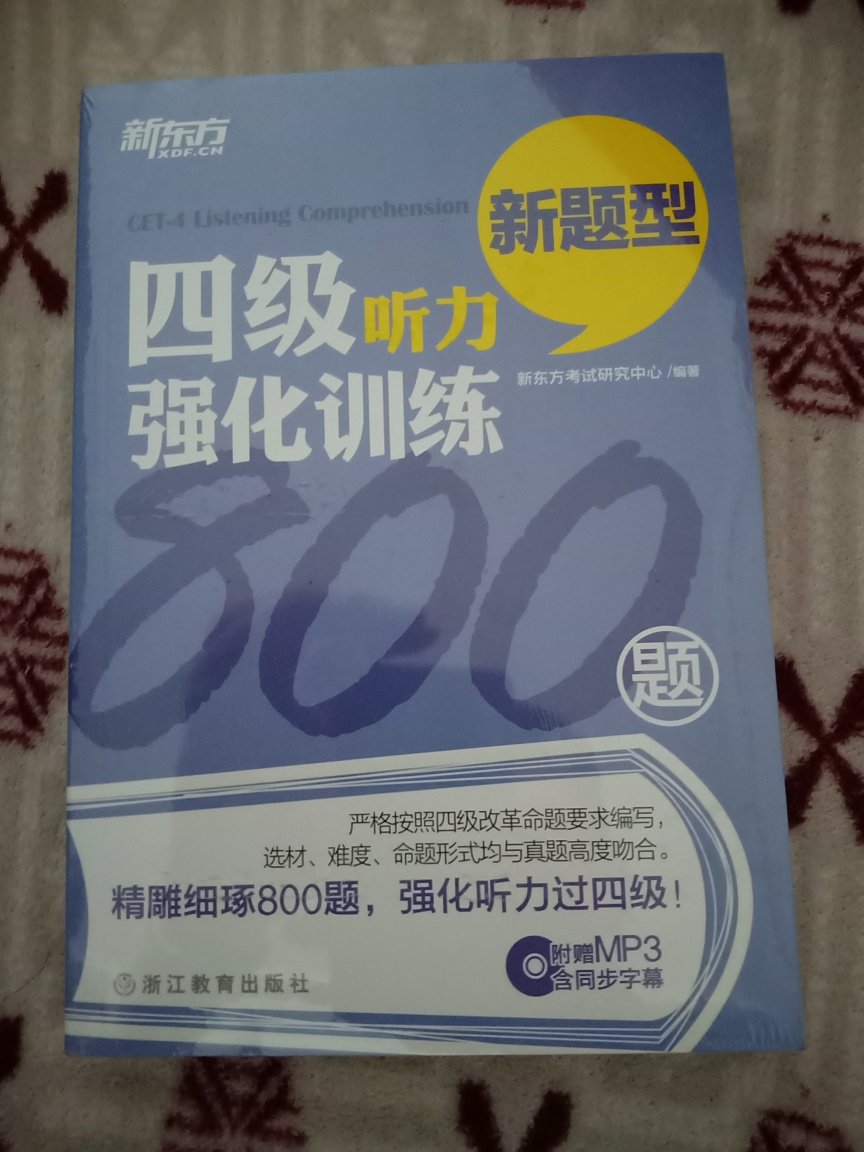 新东方
XDF.CN
CET-4 Listening Comprehension
新题型
四级听力
强化训练
新东方考试研究中心 /编著
800
题
严格按照四级改革命题要求编写，
选材、难度、命题形式均与真题高度吻合。
精雕细琢800题，强化听力过四级！
附赠MP3
含同步字幕
浙江教育出版社